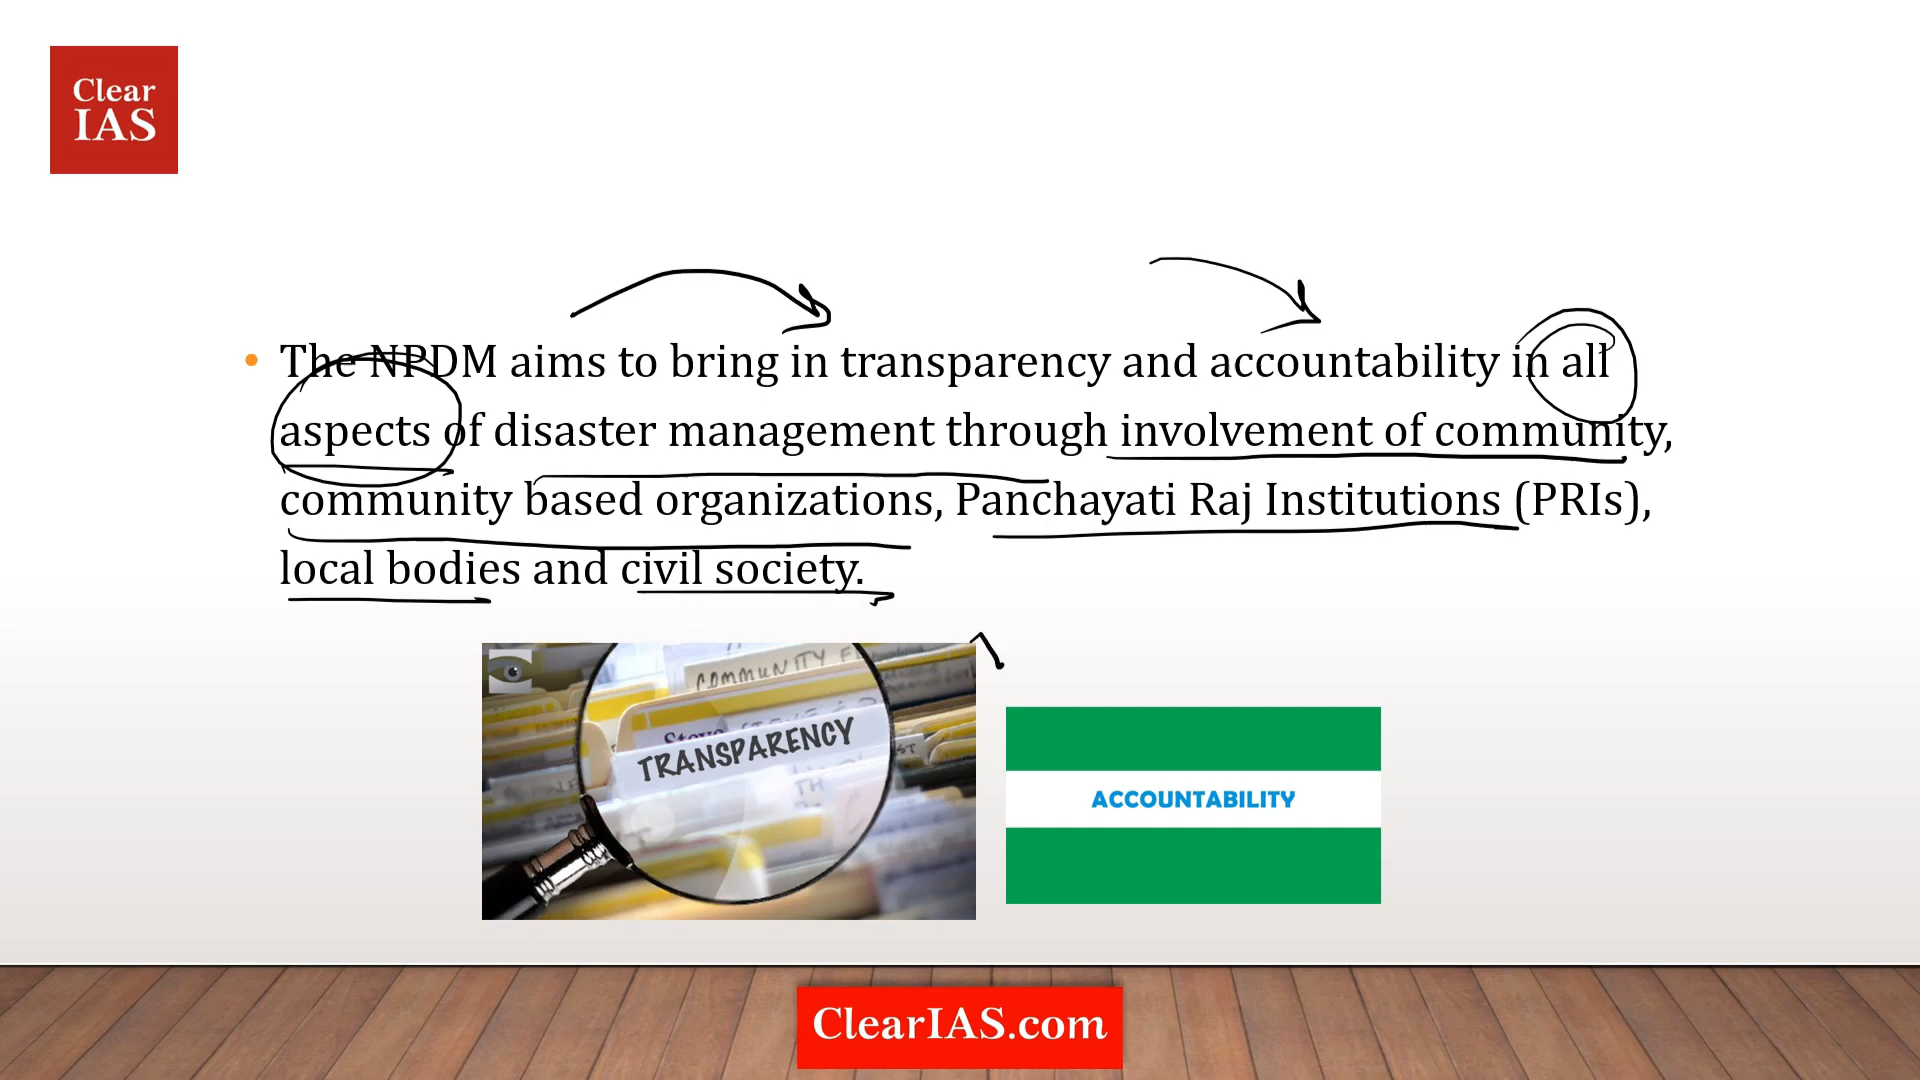 Clear
IAS
• The NPDM aims to bring in transparency and accountability in all
aspects of disaster management through involvement of community,
community based organizations, Panchayati Raj Institutions (PRIs),
local bodies and civil society.
COMMUNITY
TRANSPARENCY
ACCOUNTABILITY
ClearIAS.com